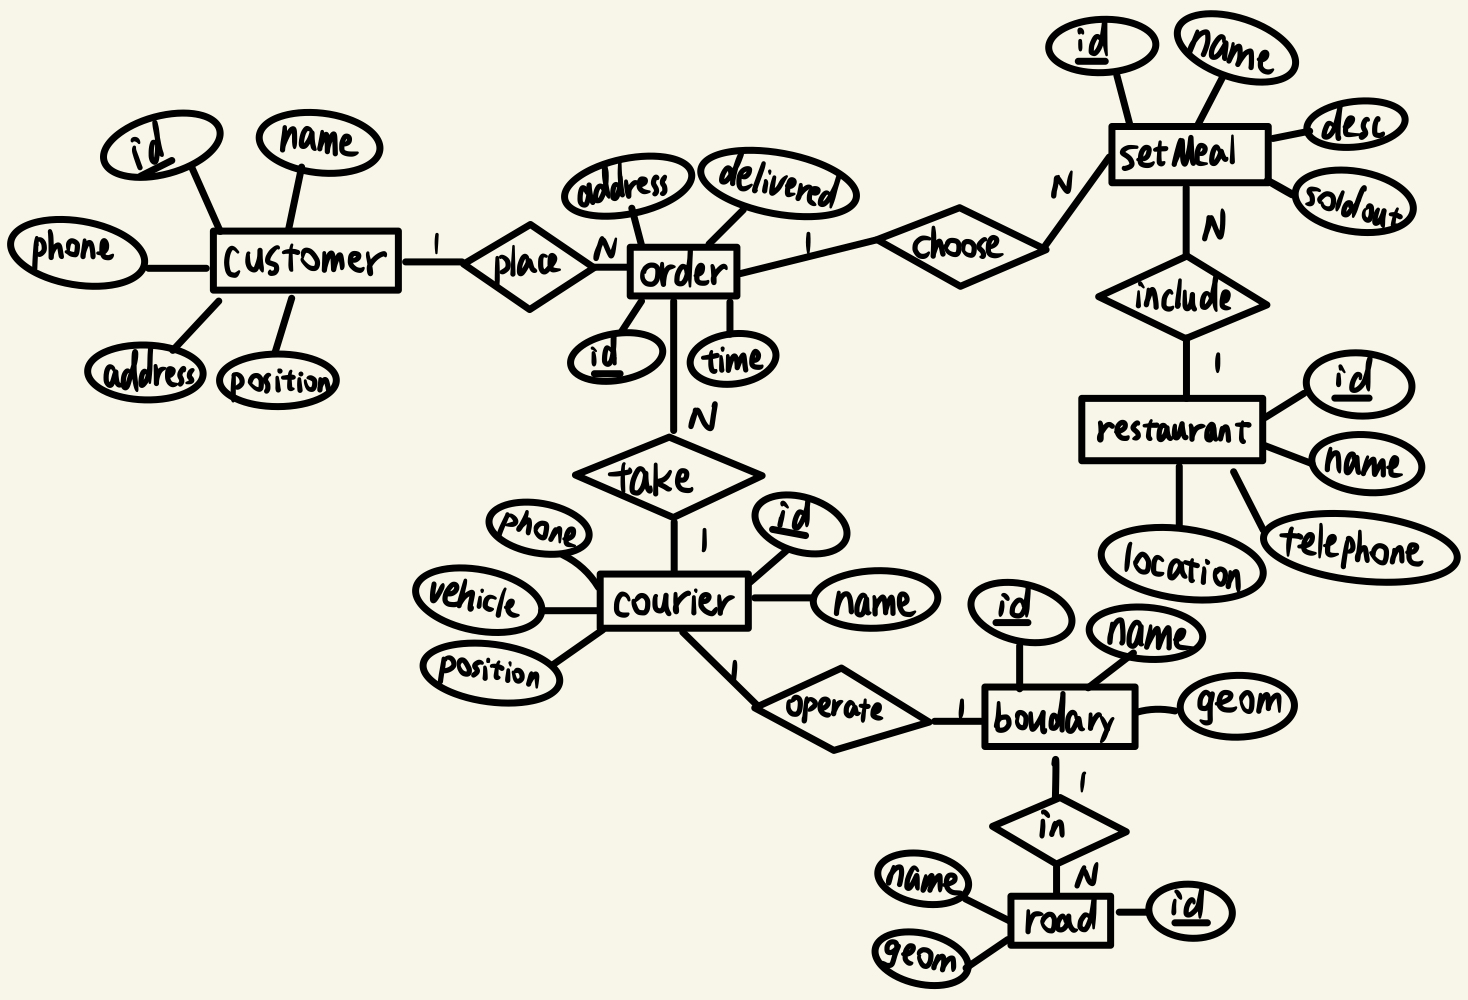 id
name
desc
setMeal
soldout
N
id
name
phone
customer
address
position
1
place
N
address
delivered
order
id
time
1
choose
N
include
1
restaurant
id
name
location
telephone
N
take
1
phone
id
vehicle
courier
name
position
1
operate
1
id
name
boudary
geom
1
in
N
name
road
id
geom